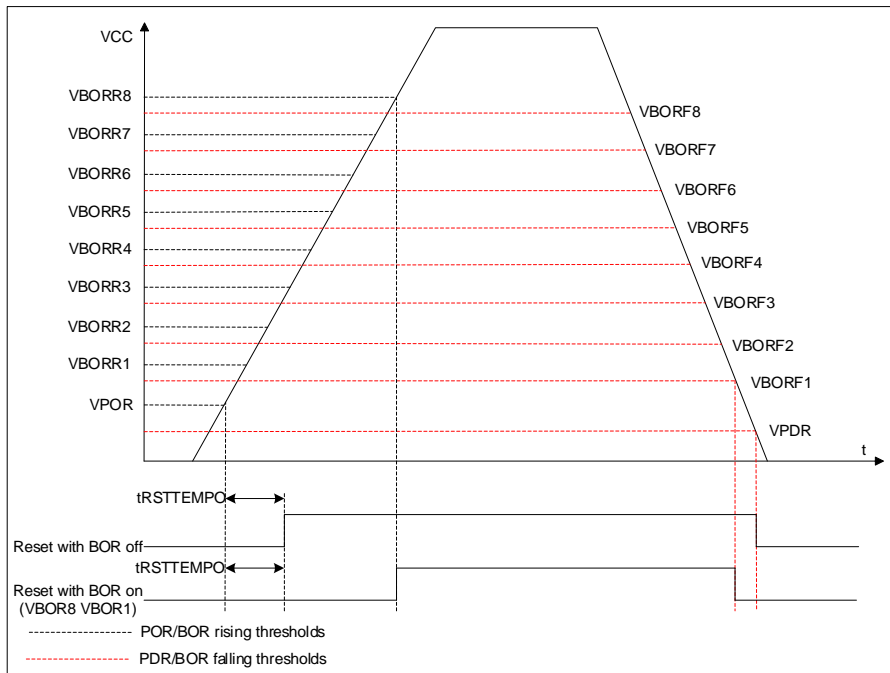 VCC
VBORR8
VBORF8
VBORR7
VBORF7
VBORR6
VBORF6
VBORR5
VBORF5
VBORR4
VBORF4
VBORR3
VBORF3
VBORR2
VBORF2
VBORR1
VBORF1
VPOR
VPDR
t
tRSTTEMPO
Reset with BOR off
tRSTTEMPO
Reset with BOR on
(VBOR8 VBOR1)
POR/BOR rising thresholds
PDR/BOR falling thresholds